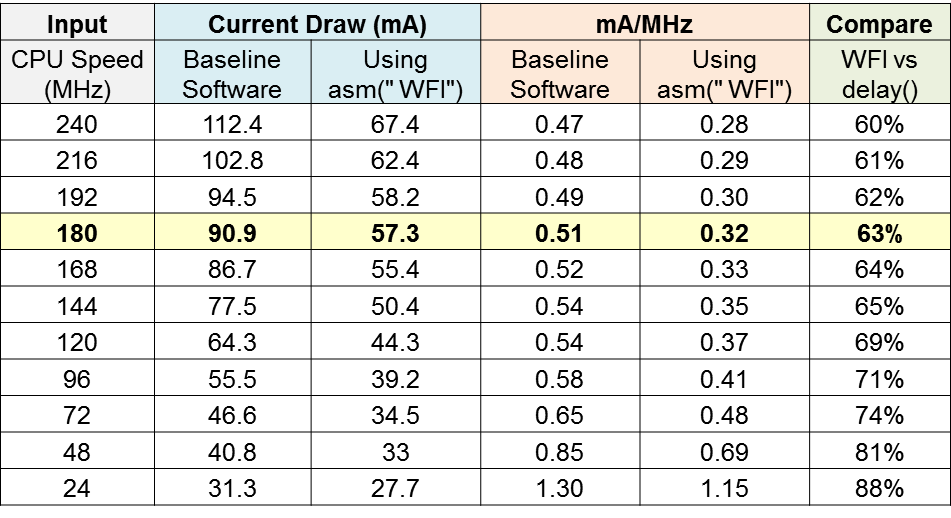 Input Current Draw (mA) mA/MHz Compare
CPU Speed Baseline Using Baseline Using WFI vs
(MHz) Software asm(" WFI") Software asm(" WFI") delay()
240 112.4 67.4 0.47 0.28 60%
216 102.8 62.4 0.48 0.29 61%
192 94.5 58.2 0.49 0.30 62%
180 90.9 57.3 0.51 0.32 63%
168 86.7 55.4 0.52 0.33 64%
144 77.5 50.4 0.54 0.35 65%
120 64.3 44.3 0.54 0.37 69%
96 55.5 39.2 0.58 0.41 71%
72 46.6 34.5 0.65 0.48 74%
48 40.8 33 0.85 0.69 81%
24 31.3 27.7 1.30 1.15 88%